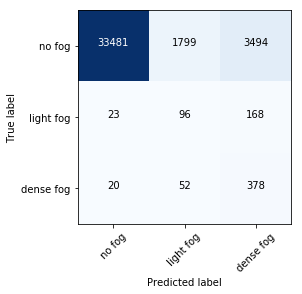 no fog 33481 1799 3494
light fog 23 96 168
dense fog 20 52 378
True label
no fog light fog dense fog
Predicted label